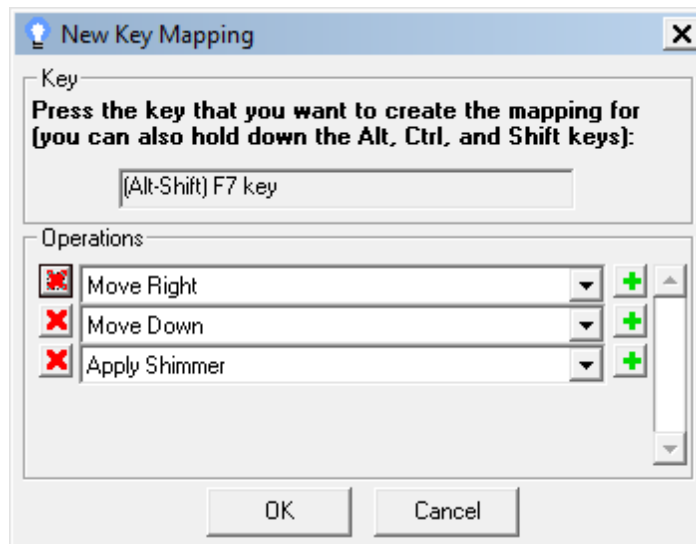 New Key Mapping
Key
Press the key that you want to create the mapping for
(you can also hold down the Alt, Ctrl, and Shift keys):
(Alt-Shift) F7 key
Operations
Move Right
Move Down
Apply Shimmer
OK Cancel